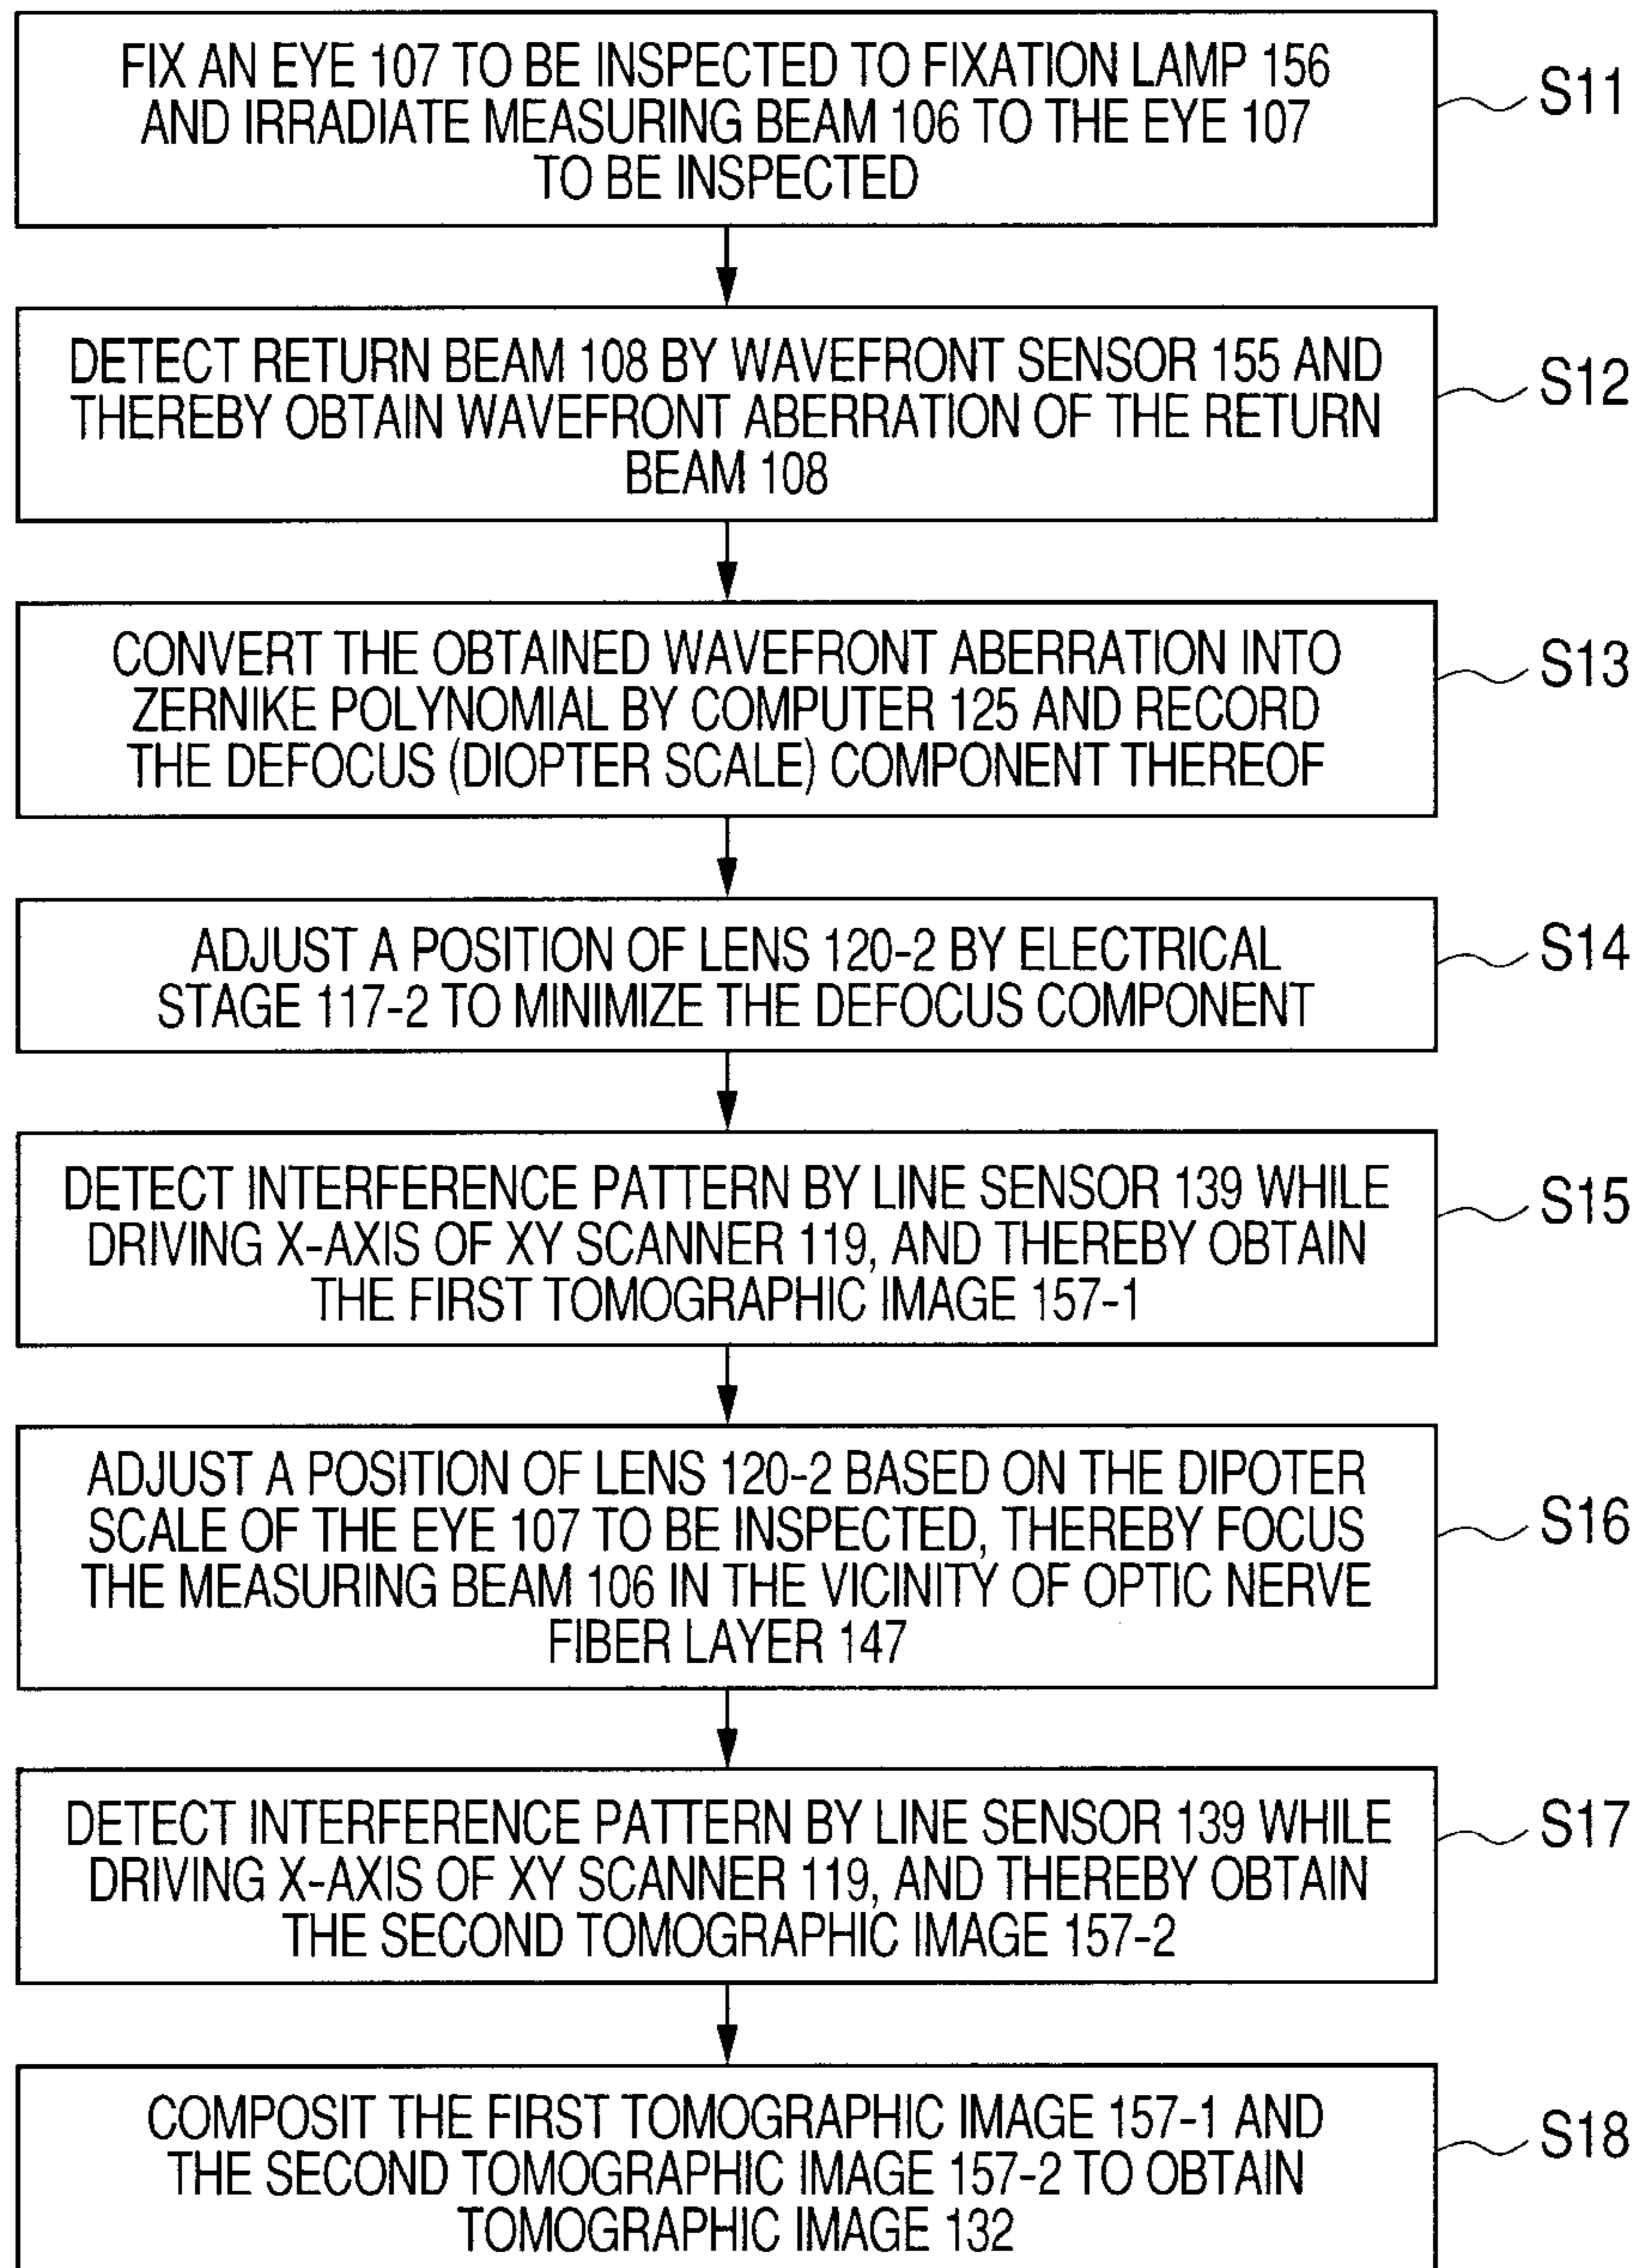 FIX AN EYE 107 TO BE INSPECTED TO FIXATION LAMP 156
AND IRRADIATE MEASURING BEAM 106 TO THE EYE 107
TO BE INSPECTED
S11
DETECT RETURN BEAM 108 BY WAVEFRONT SENSOR 155 AND
THEREBY OBTAIN WAVEFRONT ABERRATION OF THE RETURN
BEAM 108
S12
CONVERT THE OBTAINED WAVEFRONT ABERRATION INTO
ZERNIKE POLYNOMIAL BY COMPUTER 125 AND RECORD
THE DEFOCUS (DIOPTER SCALE) COMPONENT THEREOF
S13
ADJUST A POSITION OF LENS 120-2 BY ELECTRICAL
STAGE 117-2 TO MINIMIZE THE DEFOCUS COMPONENT
S14
DETECT INTERFERENCE PATTERN BY LINE SENSOR 139 WHILE
DRIVING X-AXIS OF XY SCANNER 119, AND THEREBY OBTAIN
THE FIRST TOMOGRAPHIC IMAGE 157-1
S15
ADJUST A POSITION OF LENS 120-2 BASED ON THE DIPOTER
SCALE OF THE EYE 107 TO BE INSPECTED, THEREBY FOCUS
THE MEASURING BEAM 106 IN THE VICINITY OF OPTIC NERVE
FIBER LAYER 147
S16
DETECT INTERFERENCE PATTERN BY LINE SENSOR 139 WHILE
DRIVING X-AXIS OF XY SCANNER 119, AND THEREBY OBTAIN
THE SECOND TOMOGRAPHIC IMAGE 157-2
S17
COMPOSIT THE FIRST TOMOGRAPHIC IMAGE 157-1 AND
THE SECOND TOMOGRAPHIC IMAGE 157-2 TO OBTAIN
TOMOGRAPHIC IMAGE 132
S18